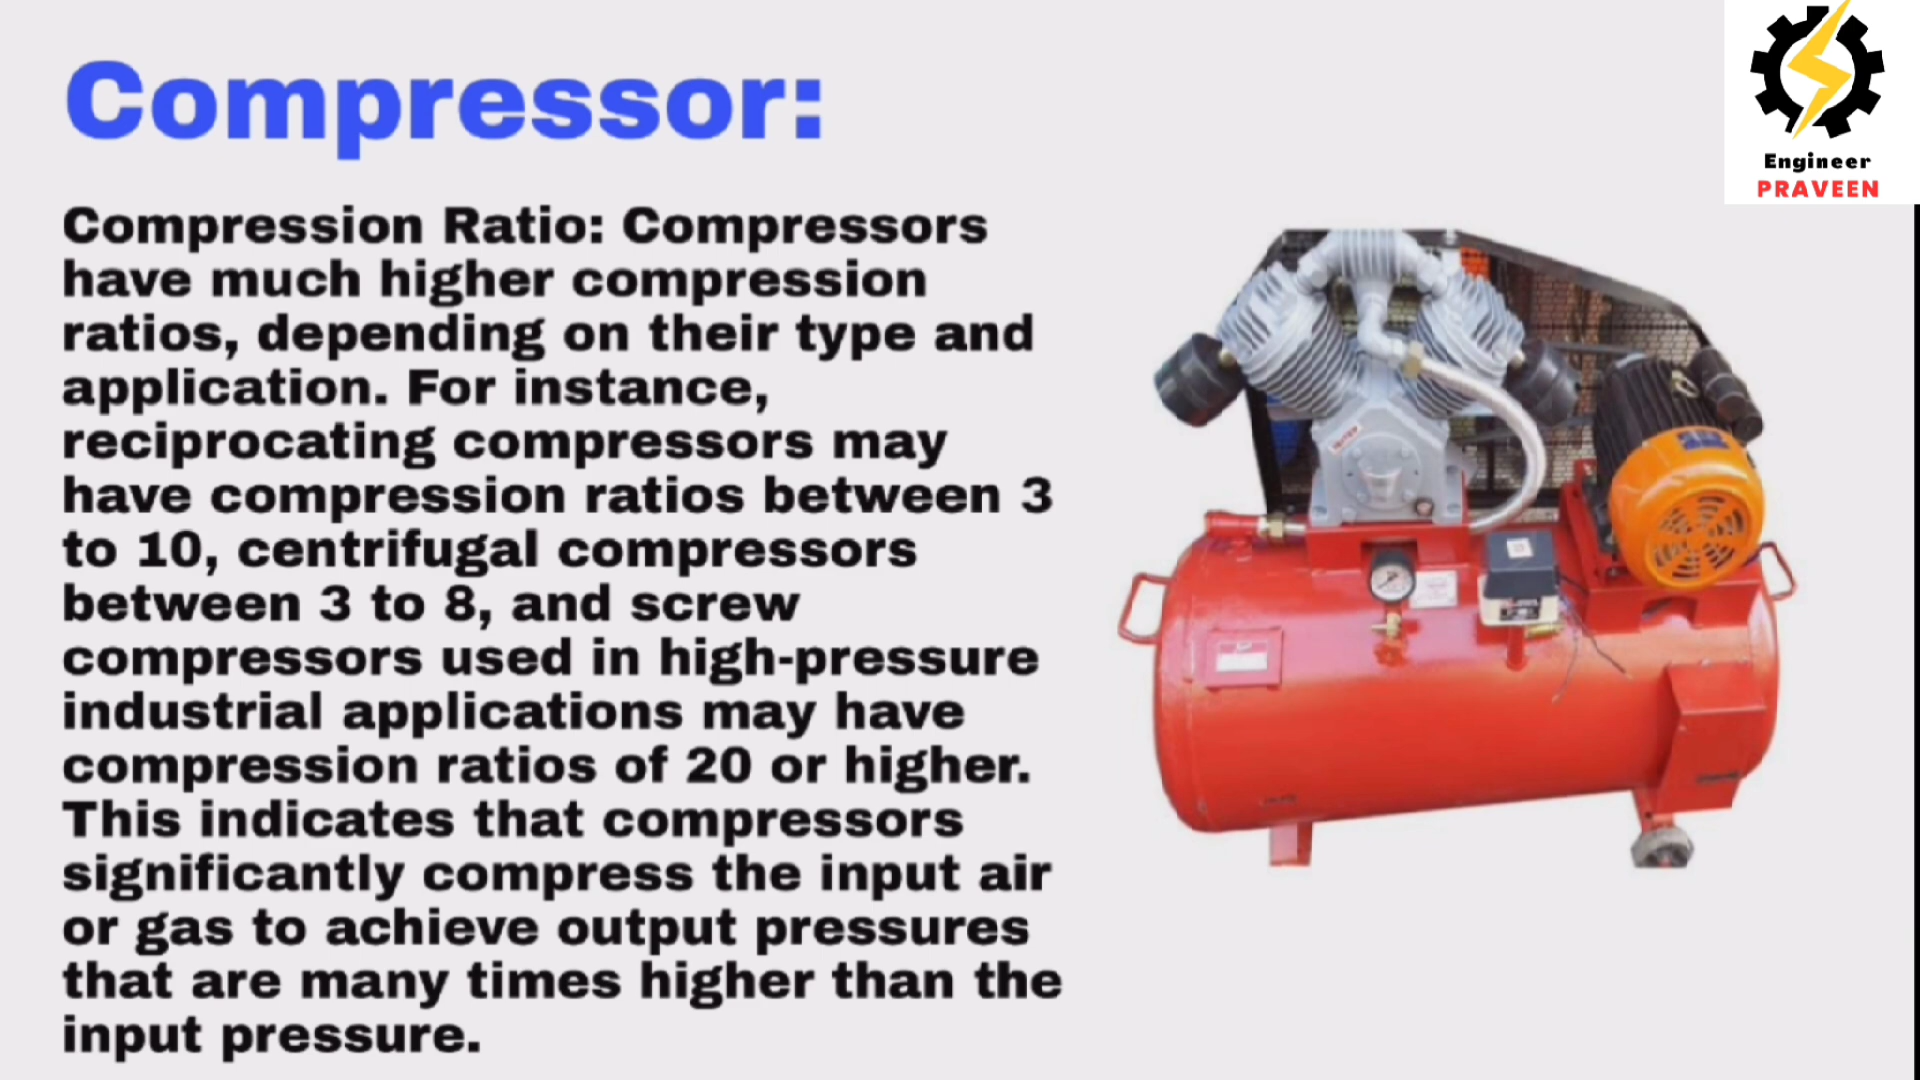 Compressor:
Engineer
PRAVEEN
Compression Ratio: Compressors
have much higher compression
ratios, depending on their type and
application. For instance,
reciprocating compressors may
have compression ratios between 3
to 10, centrifugal compressors
between 3 to 8, and screw
compressors used in high-pressure
industrial applications may have
compression ratios of 20 or higher.
This indicates that compressors
significantly compress the input air
or gas to achieve output pressures
that are many times higher than the
input pressure.